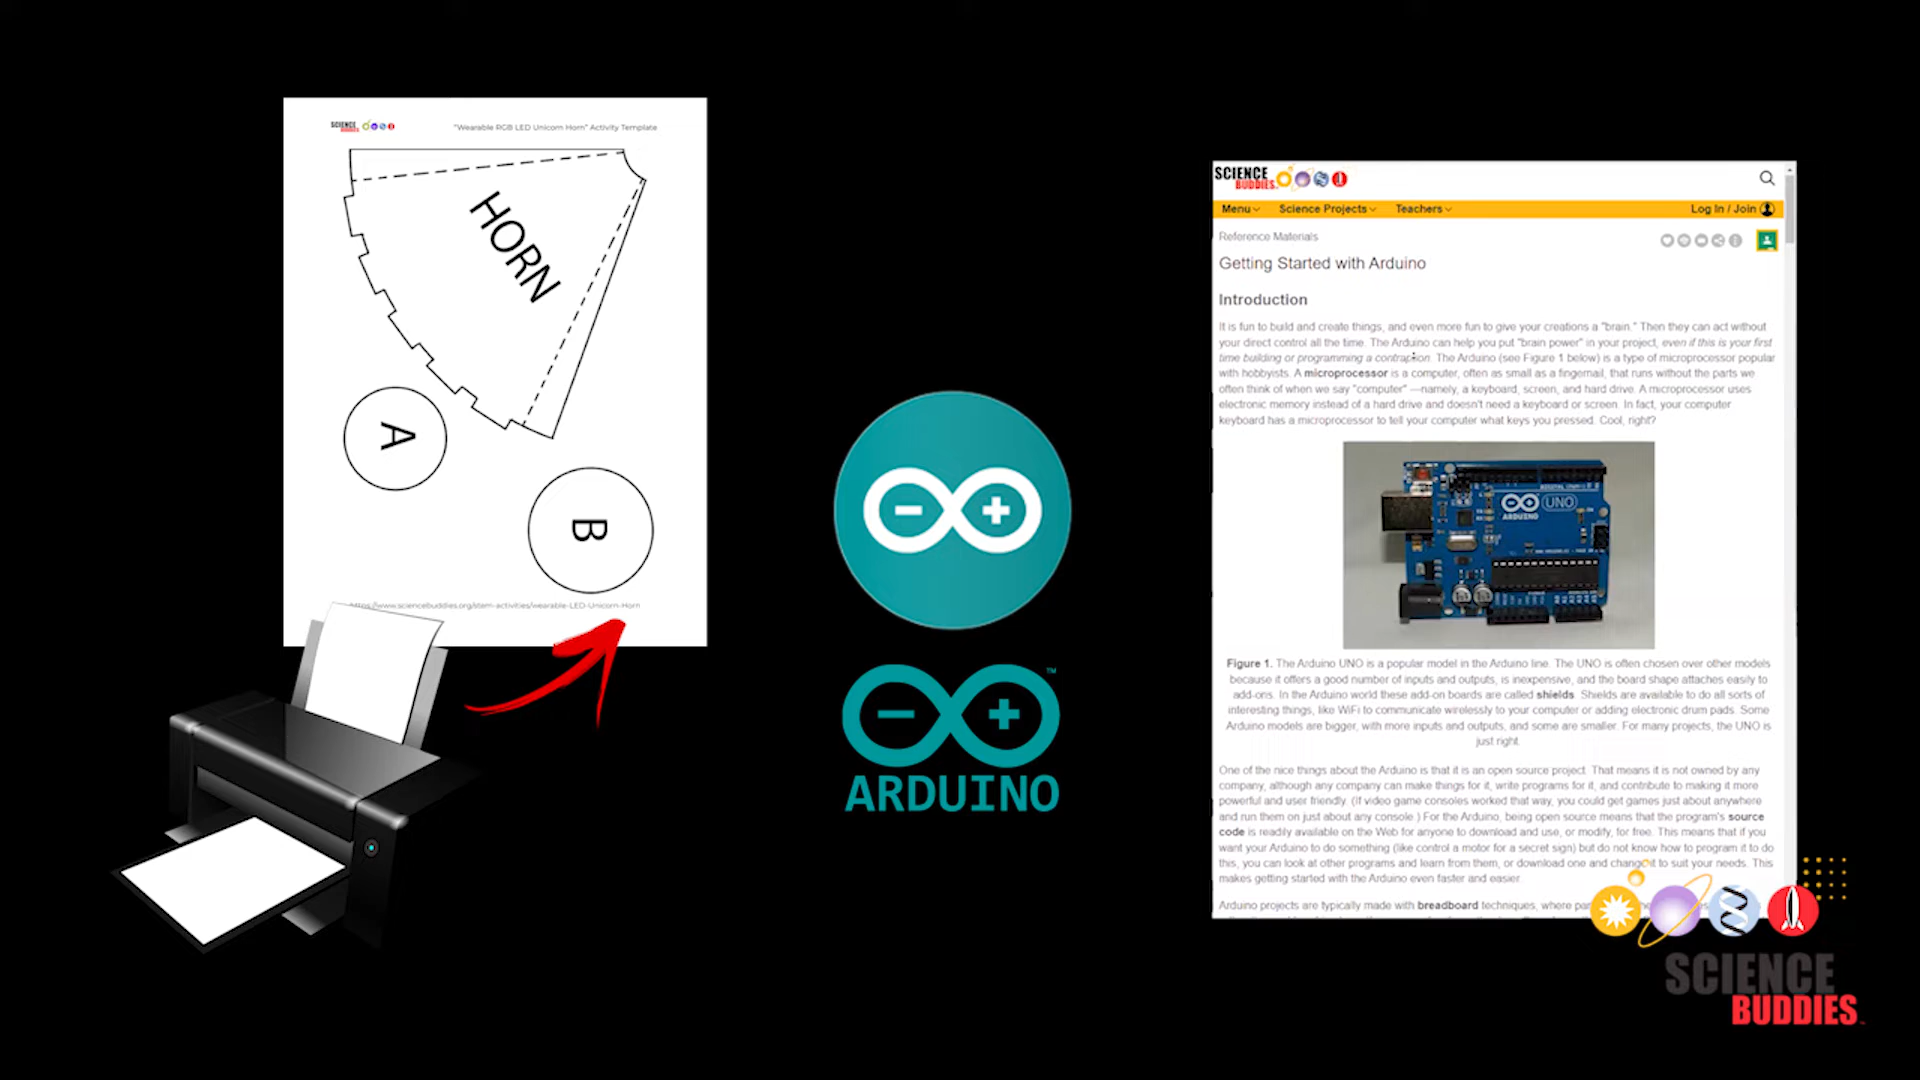 SCIENCE
BUDDIES
"Wearable RGB LED Unicorn Horn" Activity Template
HORN
A
B
https://www.sciencebuddies.org/stem-activities/wearable-LED-Unicorn-Horn
ARDUINO
TM
SCIENCE
BUDDIES
Menu Science Projects Teachers Log In / Join
Reference Materials
Getting Started with Arduino
Introduction
It is fun to build and create things, and even more fun to give your creations a "brain." Then they can act without
your direct control all the time. The Arduino can help you put "brain power" in your project, even if this is your first
time building or programming a contraption. The Arduino (see Figure 1 below) is a type of microprocessor popular
with hobbyists. A microprocessor is a computer, often as small as a fingernail, that runs without the parts we
often think of when we say "computer" —namely, a keyboard, screen, and hard drive. A microprocessor uses
electronic memory instead of a hard drive and doesn't need a keyboard or screen. In fact, your computer
keyboard has a microprocessor to tell your computer what keys you pressed. Cool, right?
ARDUINO
UNO
Figure 1. The Arduino UNO is a popular model in the Arduino line. The UNO is often chosen over other models
because it offers a good number of inputs and outputs, is inexpensive, and the board shape attaches easily to
add-ons. In the Arduino world these add-on boards are called shields. Shields are available to do all sorts of
interesting things, like WiFi to communicate wirelessly to your computer or adding electronic drum pads. Some
Arduino models are bigger, with more inputs and outputs, and some are smaller. For many projects, the UNO is
just right.
One of the nice things about the Arduino is that it is an open source project. That means it is not owned by any
company, although any company can make things for it, write programs for it, and contribute to making it more
powerful and user friendly. (If video game consoles worked that way, you could get games just about anywhere
and run them on just about any console.) For the Arduino, being open source means that the program's source
code is readily available on the Web for anyone to download and use, or modify, for free. This means that if you
want your Arduino to do something (like control a motor for a secret sign) but do not know how to program it to do
this, you can look at other programs and learn from them, or download one and change it to suit your needs. This
makes getting started with the Arduino even faster and easier.
Arduino projects are typically made with breadboard techniques, where
SCIENCE
BUDDIES